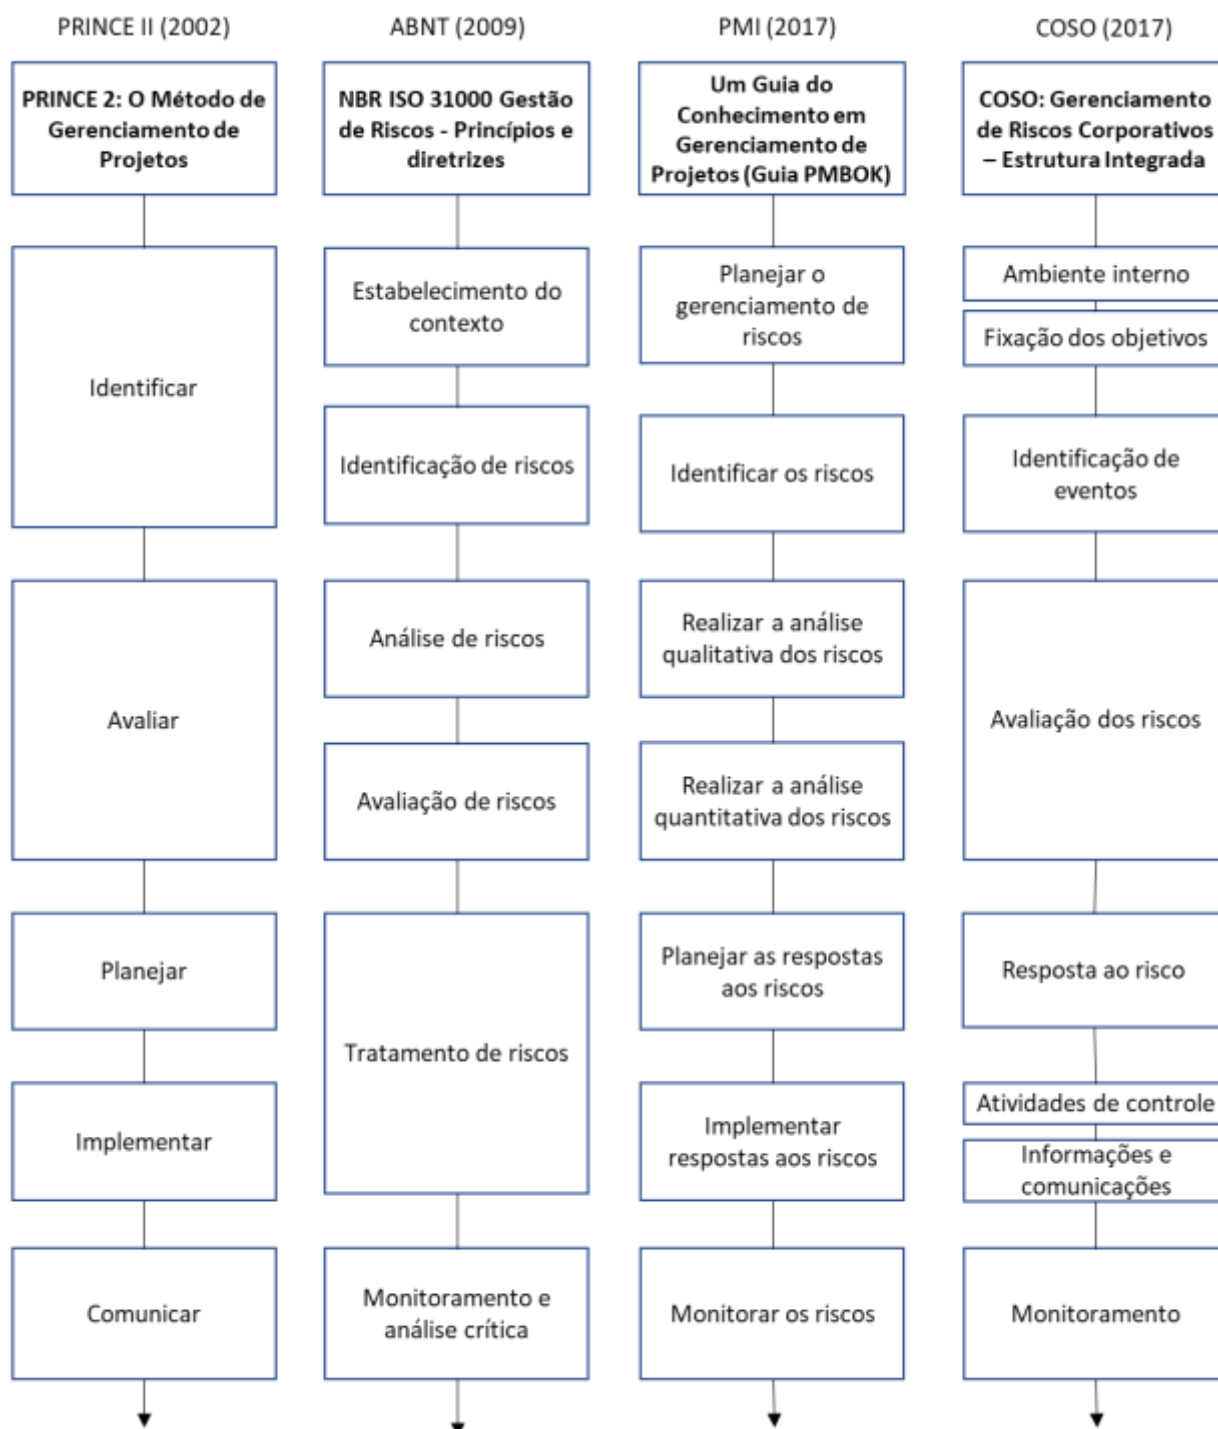 PRINCE II (2002)
PRINCE 2: O Método de
Gerenciamento de
Projetos
Identificar
Avaliar
Planejar
Implementar
Comunicar
ABNT (2009)
NBR ISO 31000 Gestão
de Riscos - Princípios e
diretrizes
Estabelecimento do
contexto
Identificação de riscos
Análise de riscos
Avaliação de riscos
Tratamento de riscos
Monitoramento e
análise crítica
PMI (2017)
Um Guia do
Conhecimento em
Gerenciamento de
Projetos (Guia PMBOK)
Planejar o
gerenciamento de
riscos
Identificar os riscos
Realizar a análise
qualitativa dos riscos
Realizar a análise
quantitativa dos riscos
Planejar as respostas
aos riscos
Implementar
respostas aos riscos
Monitorar os riscos
COSO (2017)
COSO: Gerenciamento
de Riscos Corporativos
– Estrutura Integrada
Ambiente interno
Fixação dos objetivos
Identificação de
eventos
Avaliação dos riscos
Resposta ao risco
Atividades de controle
Informações e
comunicações
Monitoramento